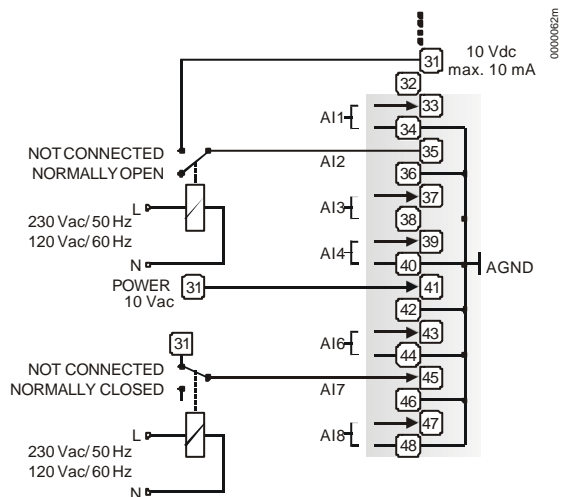 0000062m
31
10 Vdc
max. 10 mA
32
33
AI1
34
NOT CONNECTED
NORMALLY OPEN
AI2
35
36
L
230 Vac/ 50 Hz
120 Vac/ 60 Hz
N
AI3
37
38
AI4
39
40
AGND
POWER
10 Vac
31
41
42
AI6
43
44
31
NOT CONNECTED
NORMALLY CLOSED
AI7
45
46
L
230 Vac/ 50 Hz
120 Vac/ 60 Hz
N
AI8
47
48